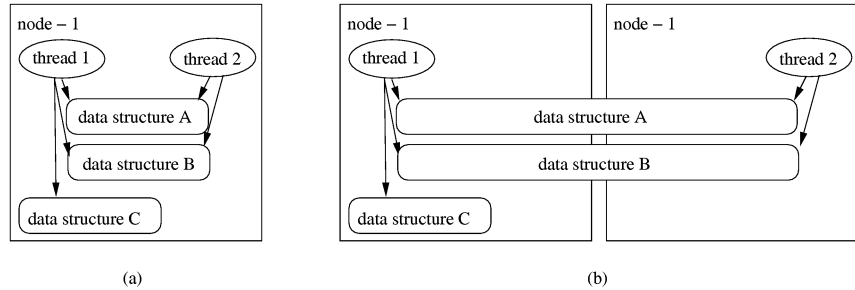 node − 1
thread 1
thread 2
data structure A
data structure B
data structure C
(a)
node − 1
thread 1
node − 1
thread 2
data structure A
data structure B
data structure C
(b)